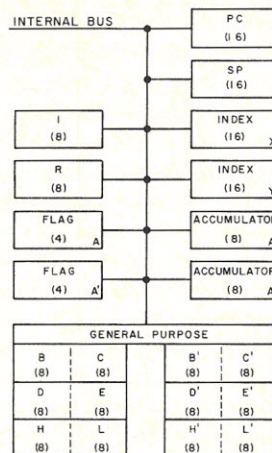 INTERNAL BUS
PC
(16)
SP
(16)
I
(8)
INDEX
(16)
X
R
(8)
INDEX
(16)
Y
FLAG
(4) A
ACCUMULATOR
(8) A
FLAG
(4) A'
ACCUMULATOR
(8) A
GENERAL PURPOSE
B C B' C'
(8) (8) (8) (8)
D E D' E'
(8) (8) (8) (8)
H L H' L'
(8) (8) (8) (8)